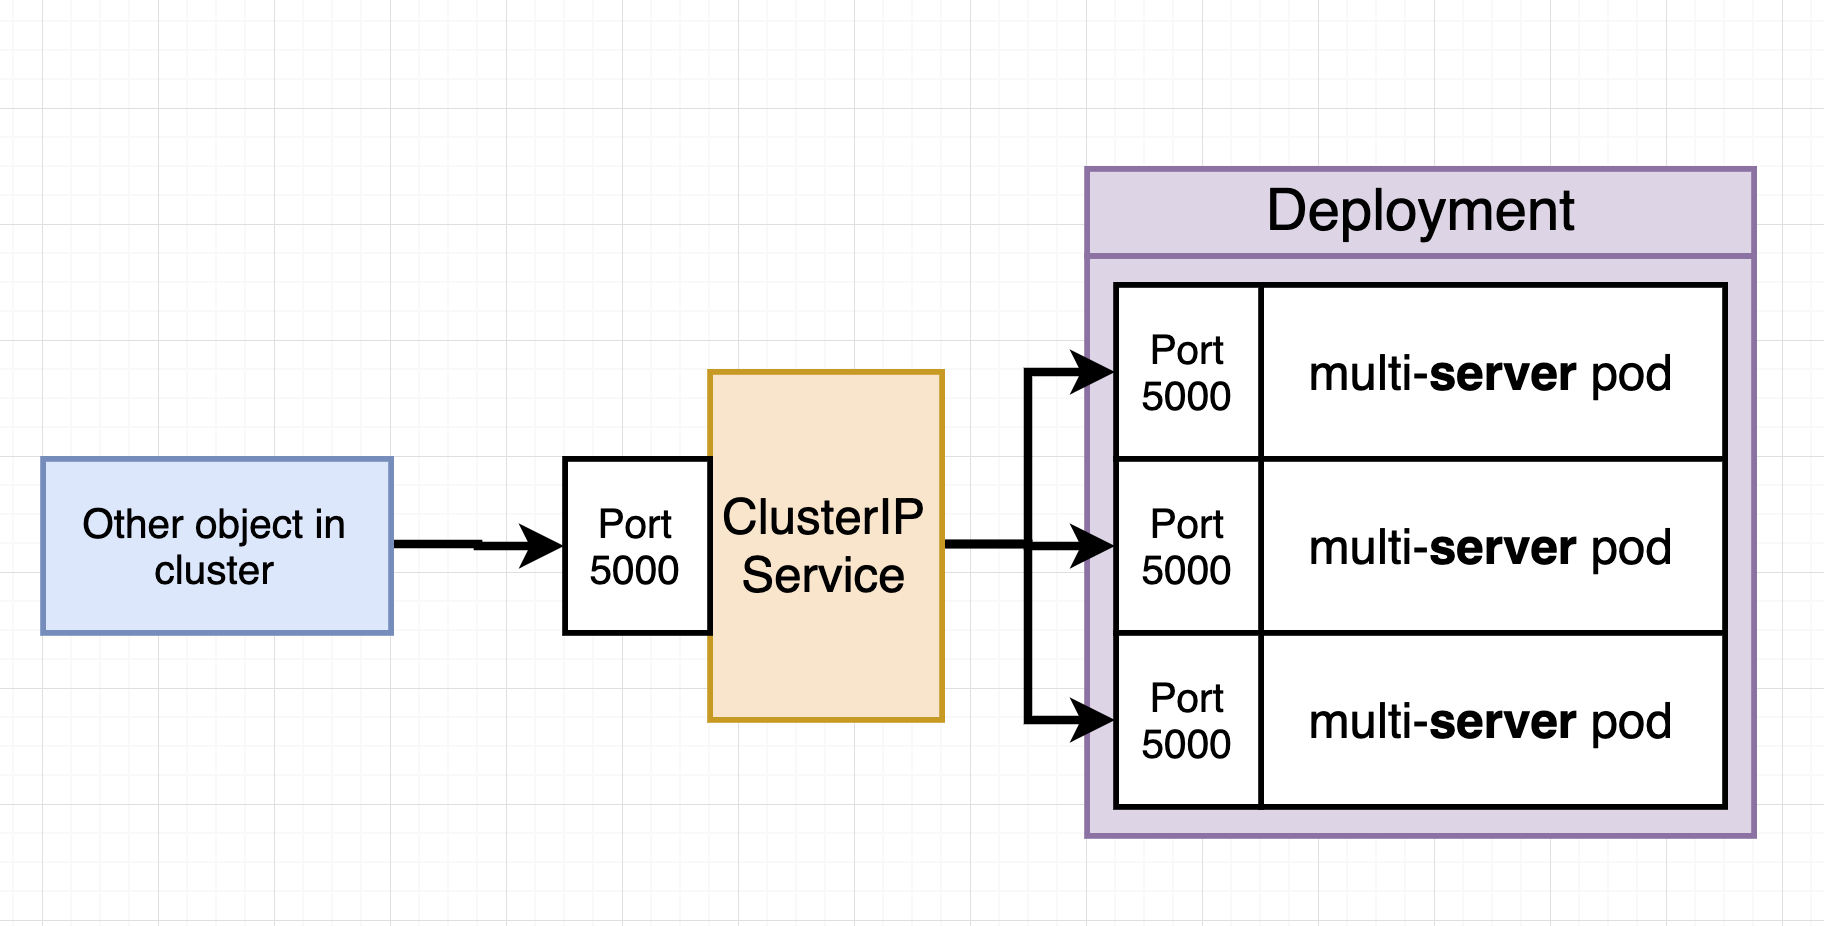 Deployment
Port
5000
multi-server pod
Other object in
cluster
Port
5000
ClusterIP
Service
Port
5000
multi-server pod
Port
5000
multi-server pod